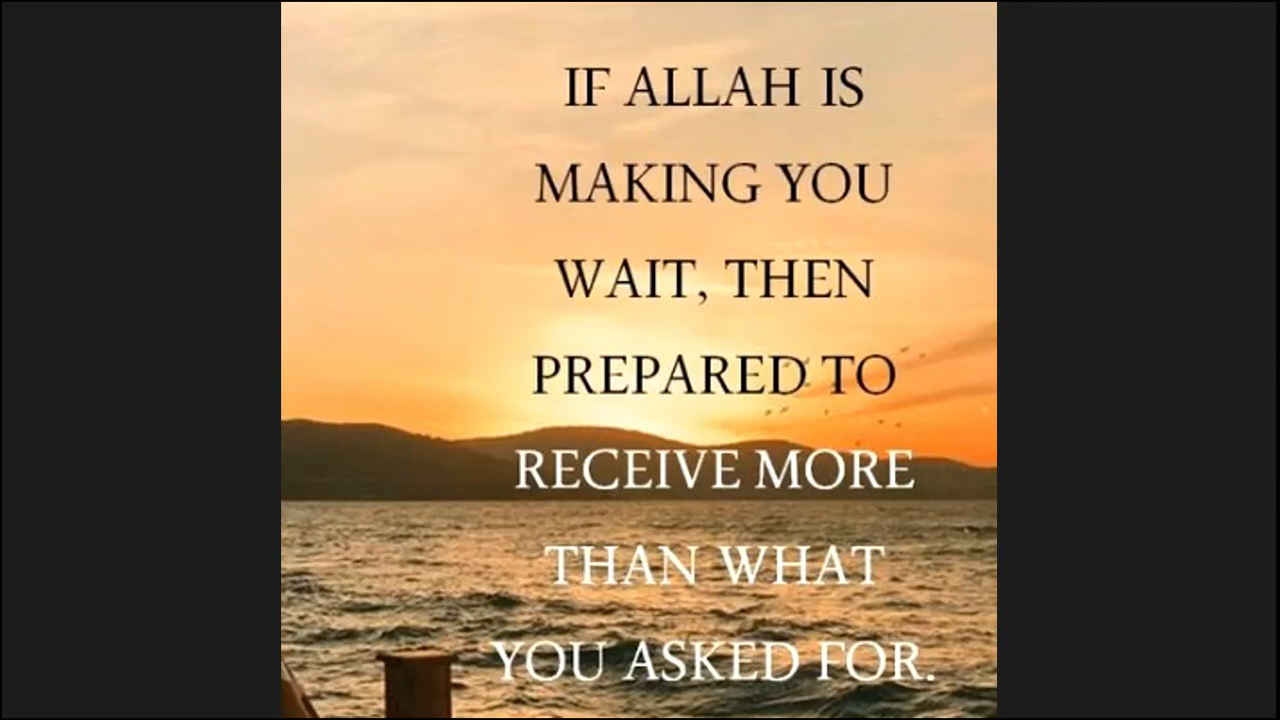 IF ALLAH IS
MAKING YOU
WAIT, THEN
PREPARED TO
RECEIVE MORE
THAN WHAT
YOU ASKED FOR.